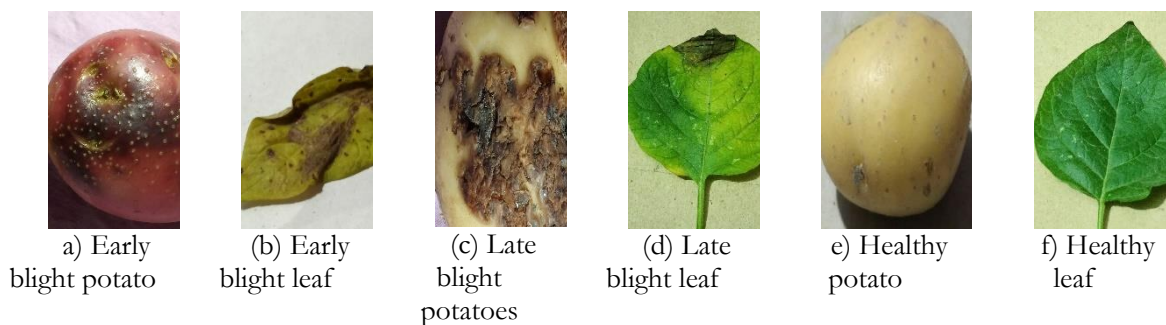 a) Early
blight potato
(b) Early
blight leaf
(c) Late
blight
potatoes
(d) Late
blight leaf
e) Healthy
potato
f) Healthy
leaf